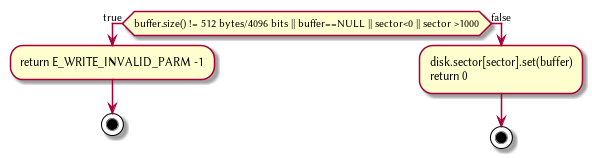 true
buffer.size() != 512 bytes/4096 bits || buffer==NULL || sector<0 || sector >1000
false
return E_WRITE_INVALID_PARM -1
disk.sector[sector].set(buffer)
return 0